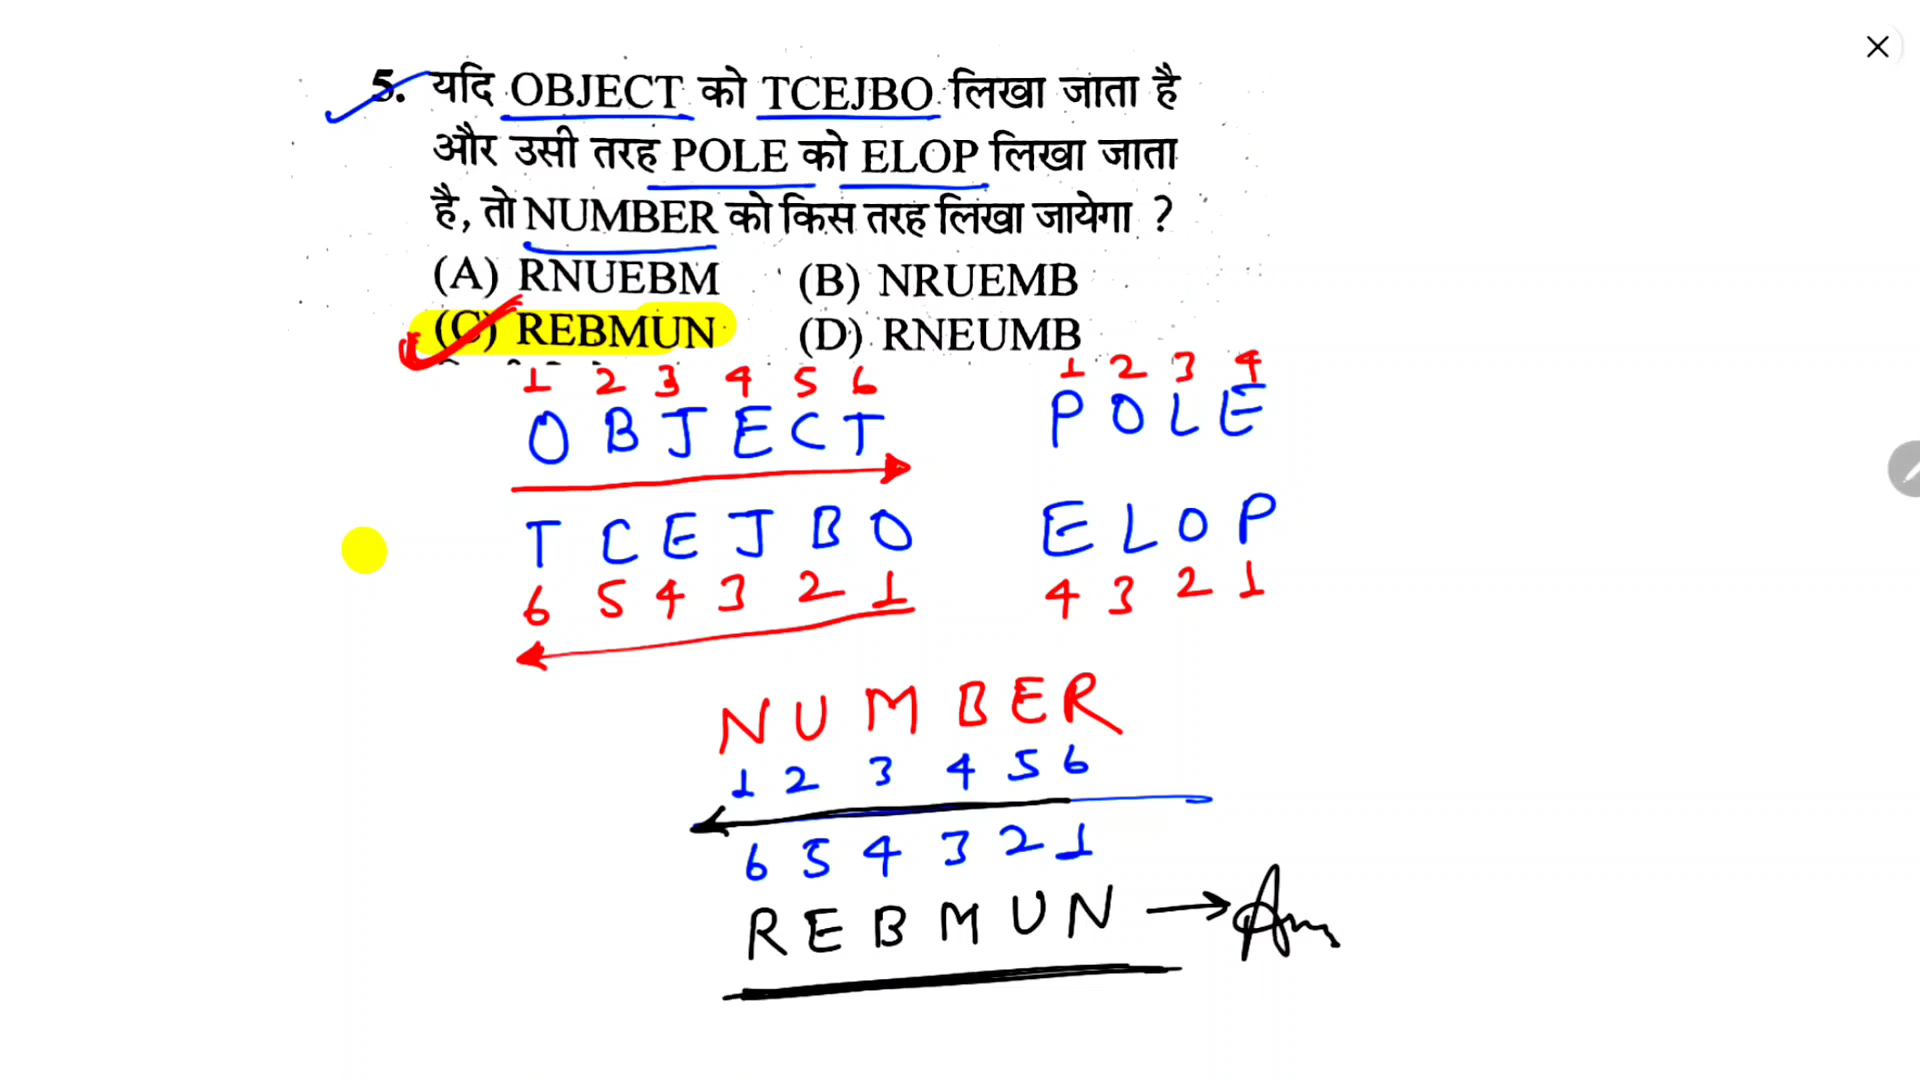 5. यदि OBJECT को TCEJBO लिखा जाता है
और उसी तरह POLE को ELOP लिखा जाता
है, तो NUMBER को किस तरह लिखा जायेगा ?
(A) RNUEBM (B) NRUEMB
(C) REBMUN (D) RNEUMB
1 2 3 4 5 6 1 2 3 4
O B J E C T P O L E
T C E J B O E L O P
6 5 4 3 2 1 4 3 2 1
N U M B E R
1 2 3 4 5 6
6 5 4 3 2 1
R E B M U N → Ans